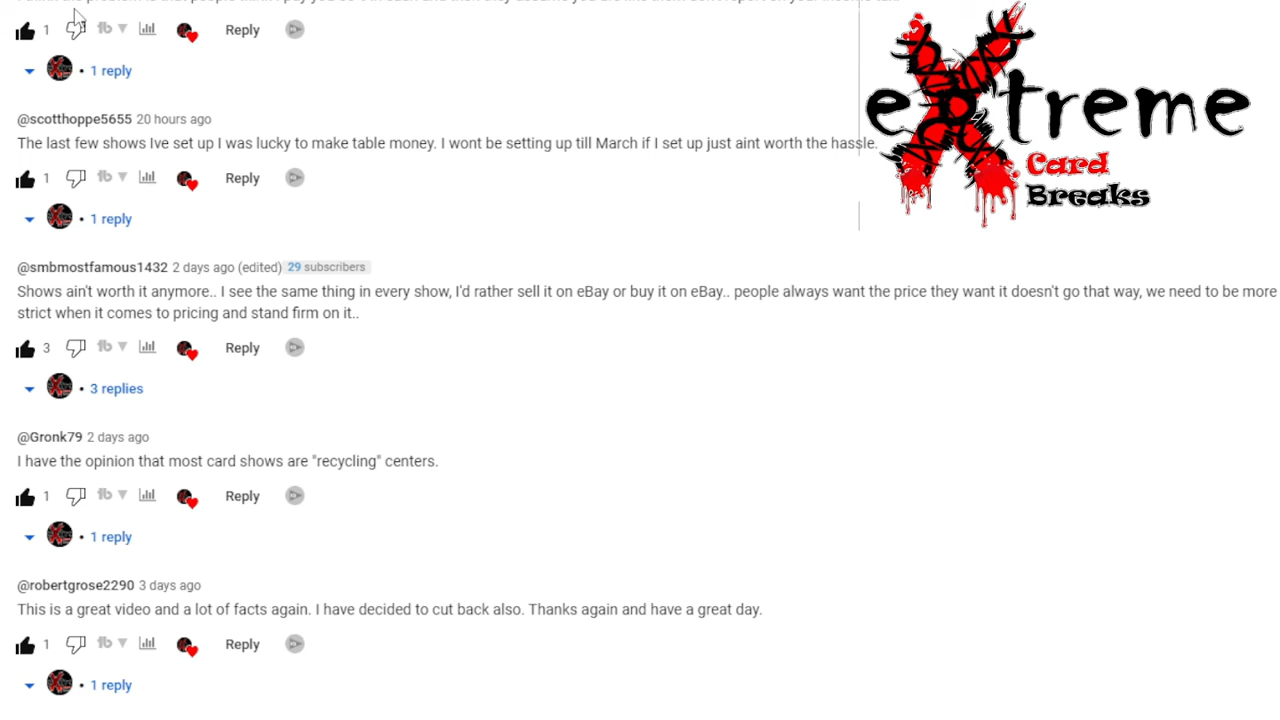 1 Reply
1 reply
eXtreme
Card
Breaks
@scotthoppe5655 20 hours ago
The last few shows Ive set up I was lucky to make table money. I wont be setting up till March if I set up just aint worth the hassle.
1 Reply
1 reply
@smbmostfamous1432 2 days ago (edited) 29 subscribers
Shows ain't worth it anymore.. I see the same thing in every show, I'd rather sell it on eBay or buy it on eBay.. people always want the price they want it doesn't go that way, we need to be more
strict when it comes to pricing and stand firm on it..
3 Reply
3 replies
@Gronk79 2 days ago
I have the opinion that most card shows are "recycling" centers.
1 Reply
1 reply
@robertgrose2290 3 days ago
This is a great video and a lot of facts again. I have decided to cut back also. Thanks again and have a great day.
1 Reply
1 reply